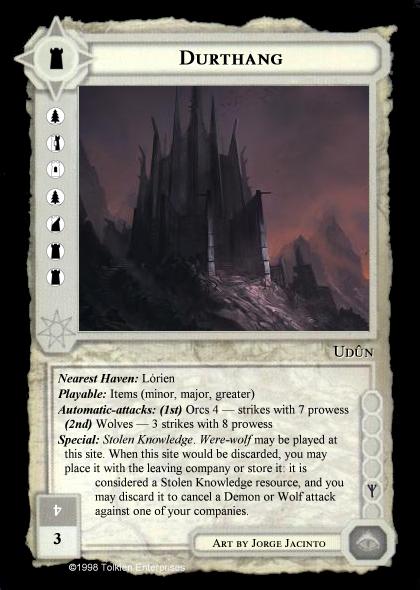 DURTHANG
UDÛN
Nearest Haven: Lórien
Playable: Items (minor, major, greater)
Automatic-attacks: (1st) Orcs 4 — strikes with 7 prowess
(2nd) Wolves — 3 strikes with 8 prowess
Special: Stolen Knowledge. Were-wolf may be played at
this site. When this site would be discarded, you may
place it with the leaving company or store it: it is
considered a Stolen Knowledge resource, and you
may discard it to cancel a Demon or Wolf attack
against one of your companies.
4
3
ART BY JORGE JACINTO
©1998 Tolkien Enterprises